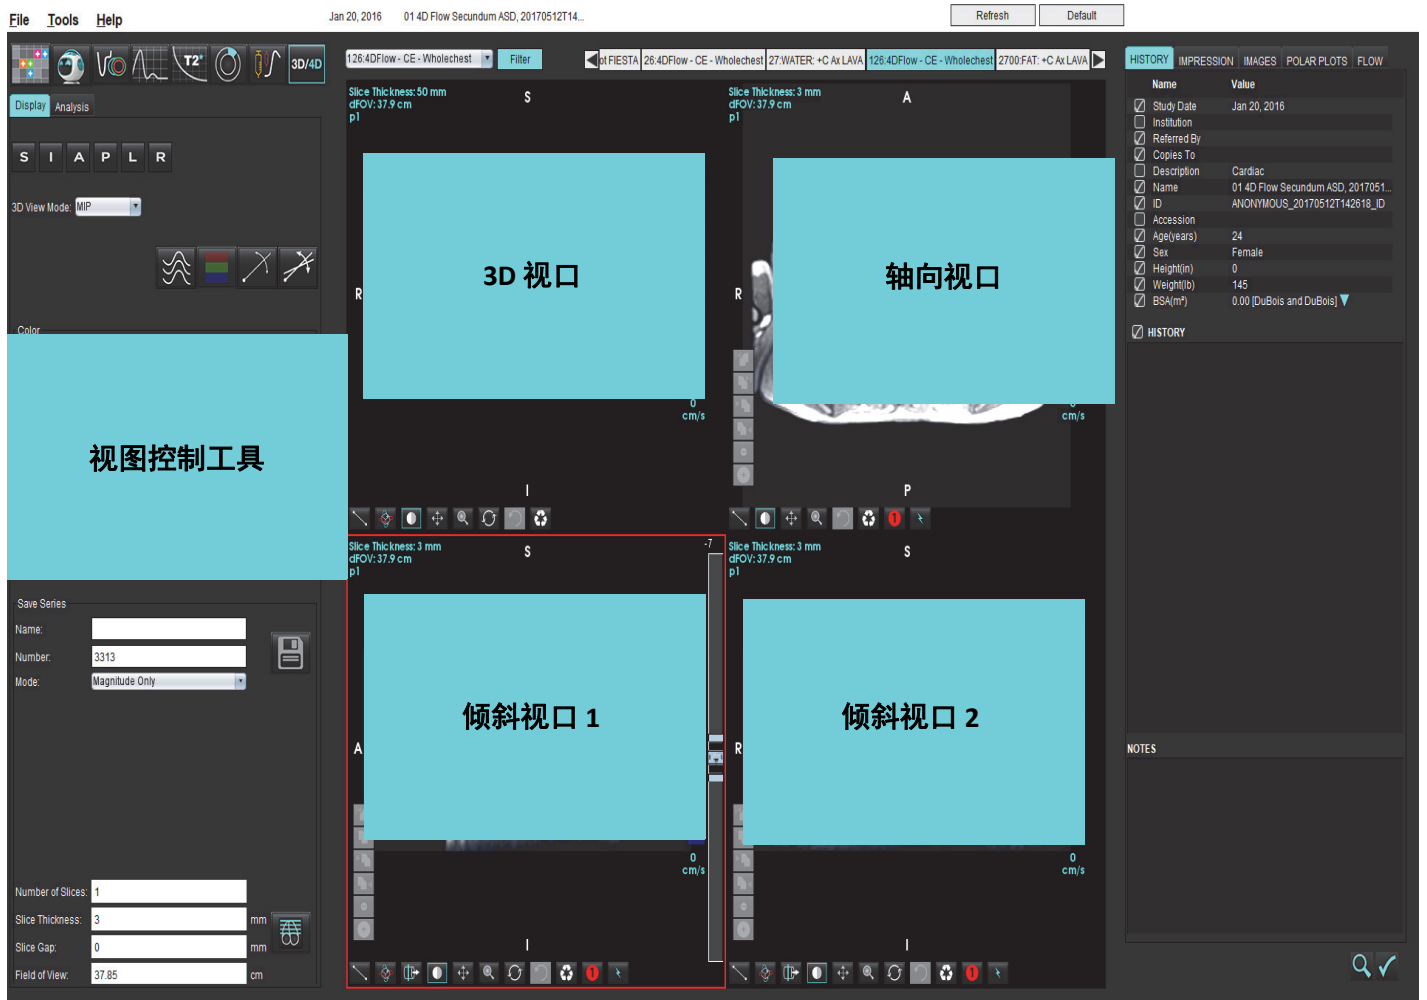 File Tools Help
Jan 20, 2016 01 4D Flow Secundum ASD, 20170512T14...
Refresh Default
T2* 3D/4D
126:4DFlow - CE - Wholechest Filter
ot FIESTA 26:4DFlow - CE - Wholechest 27:WATER: +C Ax LAVA 126:4DFlow - CE - Wholechest 2700:FAT: +C Ax LAVA
HISTORY IMPRESSION IMAGES POLAR PLOTS FLOW
Display Analysis
S I A P L R
3D View Mode: MIP
Color
视图控制工具
Save Series
Name:
Number: 3313
Mode: Magnitude Only
Number of Slices: 1
Slice Thickness: 3 mm
Slice Gap: 0 mm
Field of View: 37.85 cm
Slice Thickness: 50 mm
dFOV: 37.9 cm
p1
S
3D 视口
R
0
cm/s
I
Slice Thickness: 3 mm
dFOV: 37.9 cm
p1
A
轴向视口
R
cm/s
P
1
Slice Thickness: 3 mm
dFOV: 37.9 cm
p1
S
-7
倾斜视口 1
A
0
cm/s
I
1
Slice Thickness: 3 mm
dFOV: 37.9 cm
p1
S
倾斜视口 2
R
0
cm/s
I
1
Name Value
Study Date Jan 20, 2016
Institution
Referred By
Copies To
Description Cardiac
Name 01 4D Flow Secundum ASD, 2017051...
ID ANONYMOUS_20170512T142618_ID
Accession
Age(years) 24
Sex Female
Height(in) 0
Weight(lb) 145
BSA(m²) 0.00 [DuBois and DuBois]
HISTORY
NOTES